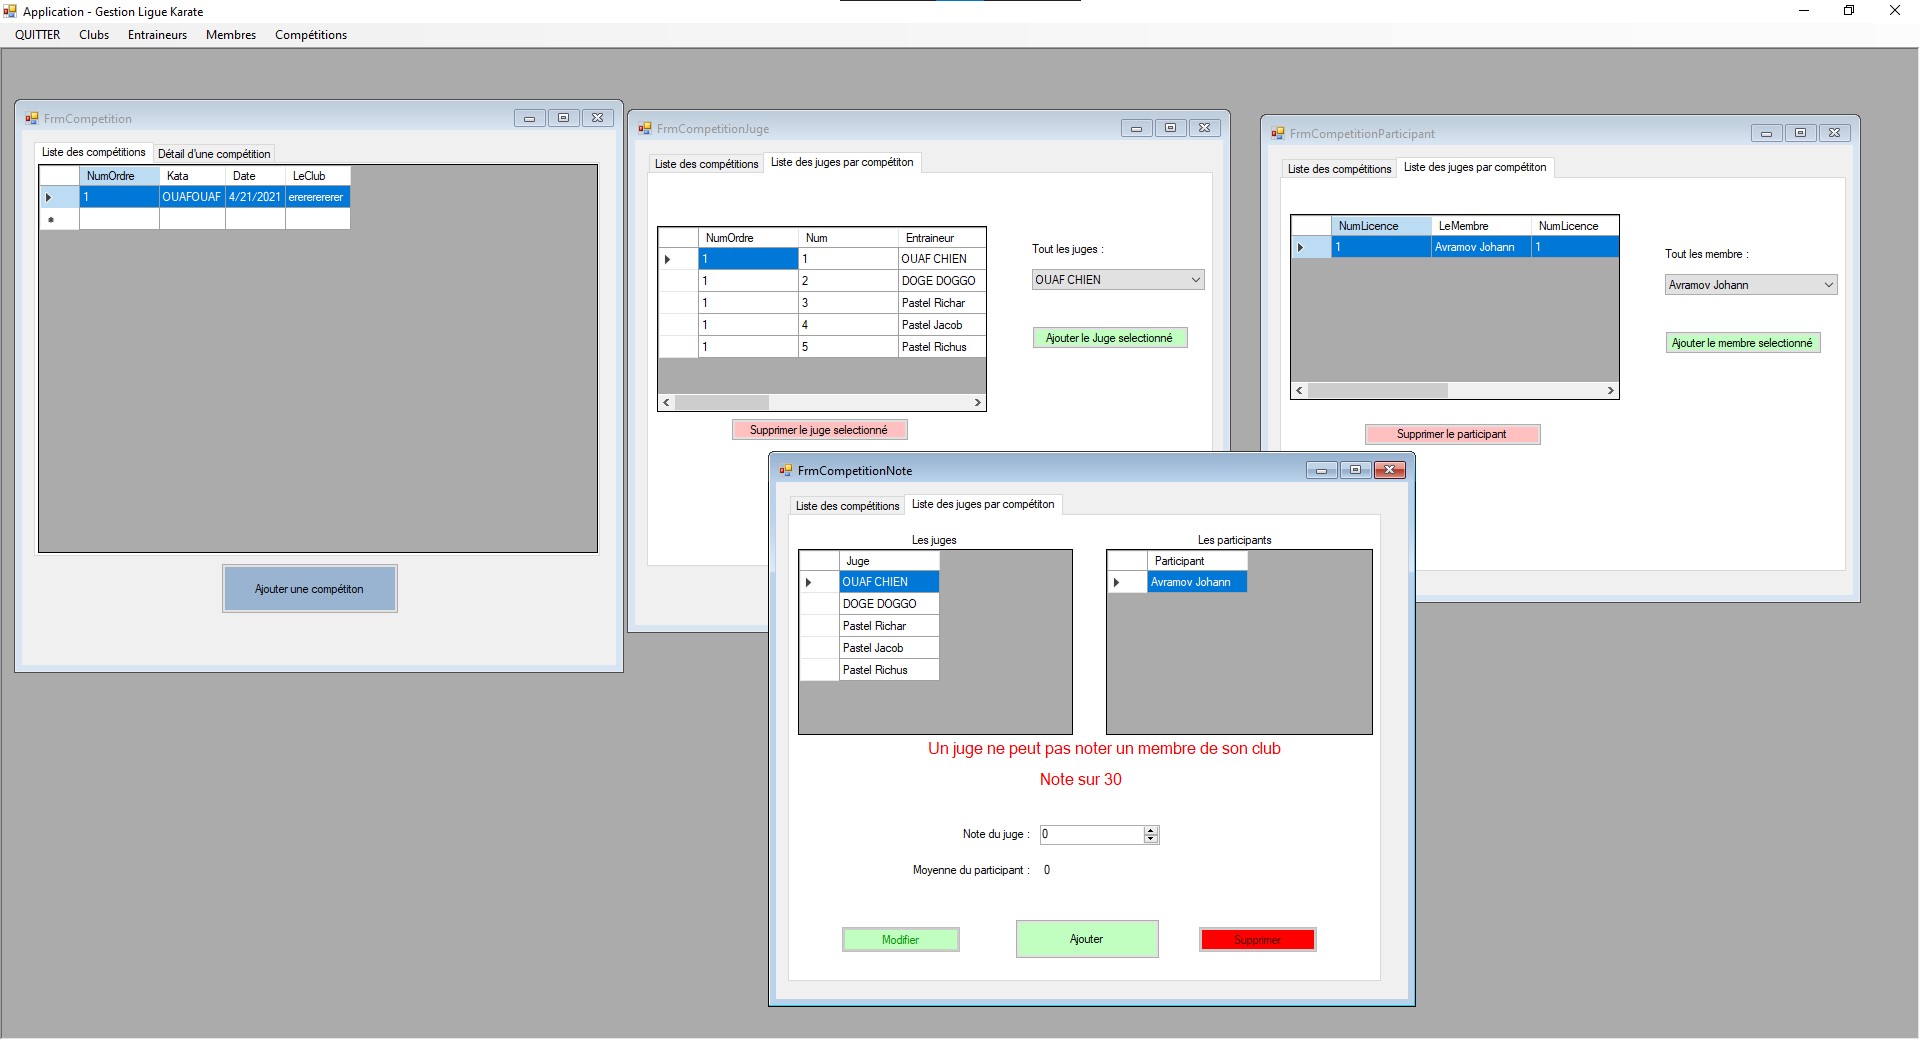 Application - Gestion Ligue Karate
QUITTER Clubs Entraineurs Membres Compétitions
FrmCompetition
Liste des compétitions Détail d'une compétition
NumOrdre Kata Date LeClub
1 OUAFOUAF 4/21/2021 erererererer
Ajouter une compétiton
FrmCompetitionJuge
Liste des compétitions Liste des juges par compétiton
NumOrdre Num Entraineur
1 1 OUAF CHIEN
1 2 DOGE DOGGO
1 3 Pastel Richar
1 4 Pastel Jacob
1 5 Pastel Richus
Supprimer le juge selectionné
Tout les juges :
OUAF CHIEN
Ajouter le Juge selectionné
FrmCompetitionParticipant
Liste des compétitions Liste des juges par compétiton
NumLicence LeMembre NumLicence
1 Avramov Johann 1
Supprimer le participant
Tout les membre :
Avramov Johann
Ajouter le membre selectionné
FrmCompetitionNote
Liste des compétitions Liste des juges par compétiton
Les juges
Juge
OUAF CHIEN
DOGE DOGGO
Pastel Richar
Pastel Jacob
Pastel Richus
Les participants
Participant
Avramov Johann
Un juge ne peut pas noter un membre de son club
Note sur 30
Note du juge : 0
Moyenne du participant : 0
Modifier Ajouter Supprimer